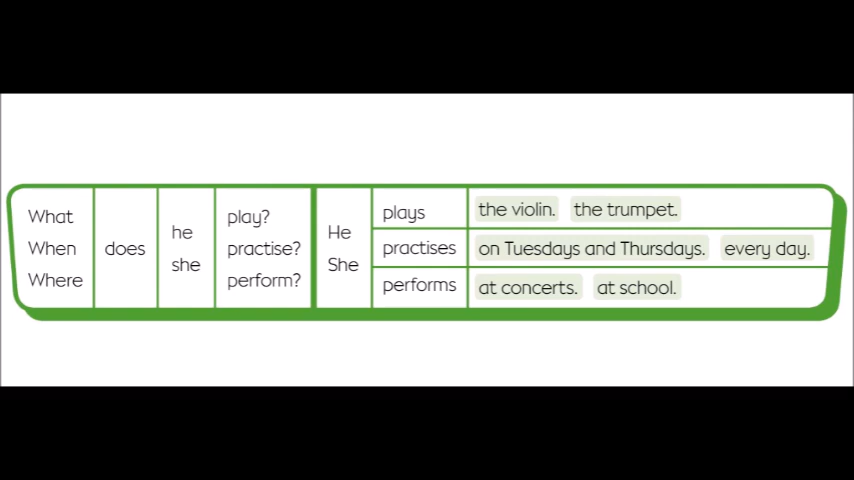 What
When
Where
does
he
she
play?
practise?
perform?
He
She
plays the violin. the trumpet.
practises on Tuesdays and Thursdays. every day.
performs at concerts. at school.